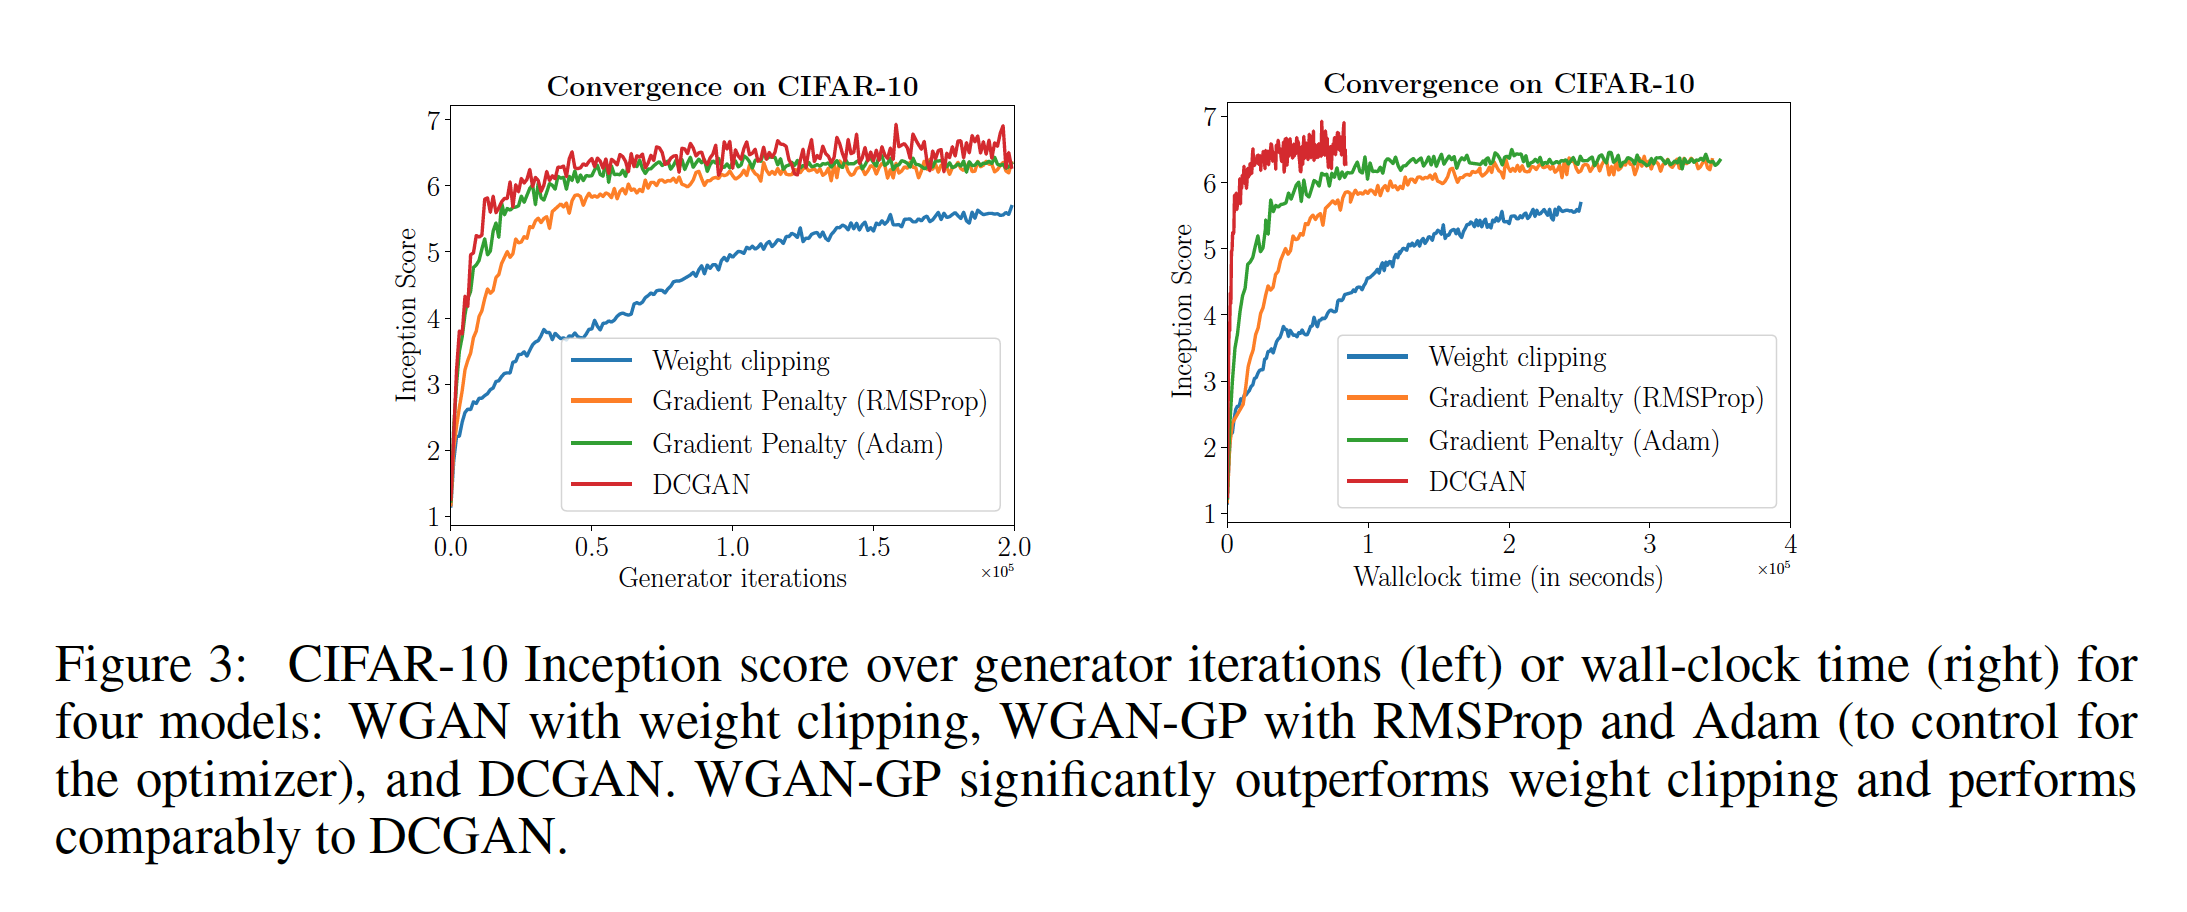 Convergence on CIFAR-10
7
6
5
4
3
2
1
Inception Score
Weight clipping
Gradient Penalty (RMSProp)
Gradient Penalty (Adam)
DCGAN
0.0 0.5 1.0 1.5 2.0
×10⁵
Generator iterations
Convergence on CIFAR-10
7
6
5
4
3
2
1
Inception Score
Weight clipping
Gradient Penalty (RMSProp)
Gradient Penalty (Adam)
DCGAN
0 1 2 3 4
×10⁵
Wallclock time (in seconds)
Figure 3: CIFAR-10 Inception score over generator iterations (left) or wall-clock time (right) for
four models: WGAN with weight clipping, WGAN-GP with RMSProp and Adam (to control for
the optimizer), and DCGAN. WGAN-GP significantly outperforms weight clipping and performs
comparably to DCGAN.